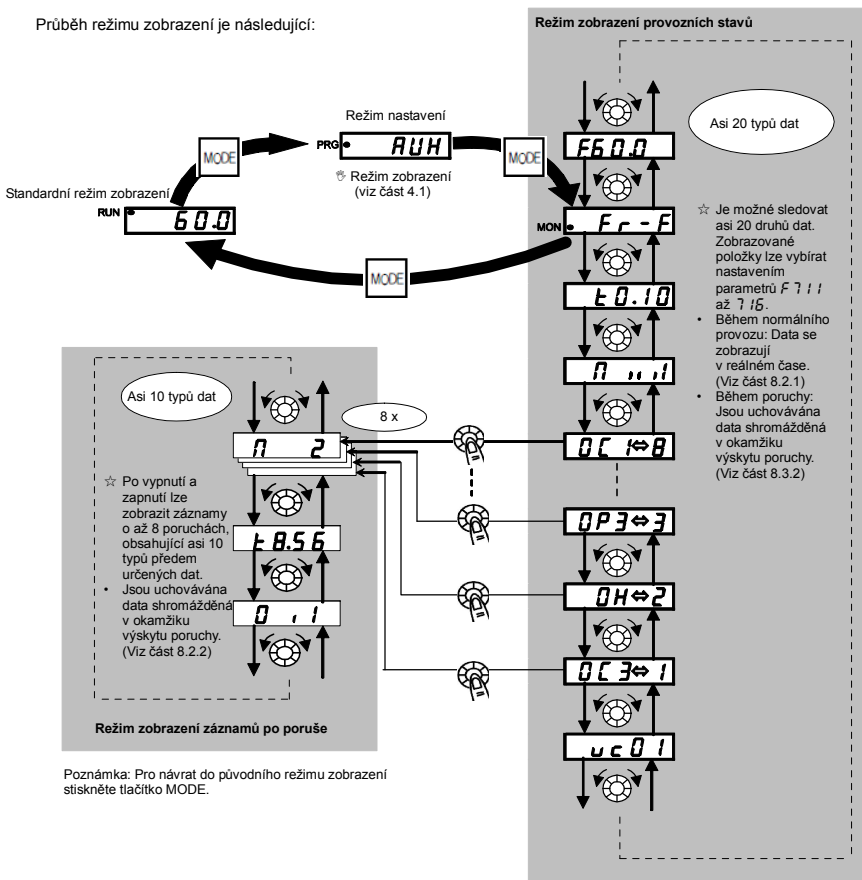 Průběh režimu zobrazení je následující:
Režim zobrazení provozních stavů
Režim nastavení
PRG
AUH
MODE
MODE
Režim zobrazení
(viz část 4.1)
Standardní režim zobrazení
RUN
60.0
MODE
MON
Asi 20 typů dat
F60.0
Fr-F
t0.10
OC1⇔8
OP3⇔3
OH⇔2
OC3⇔1
uc01
☆ Je možné sledovat
asi 20 druhů dat.
Zobrazované
položky lze vybírat
nastavením
parametrů F711
až 716.
• Během normálního
provozu: Data se
zobrazují
v reálném čase.
(Viz část 8.2.1)
• Během poruchy:
Jsou uchovávána
data shromážděná
v okamžiku
výskytu poruchy.
(Viz část 8.3.2)
Asi 10 typů dat
8 x
n 2
t8.56
☆ Po vypnutí a
zapnutí lze
zobrazit záznamy
o až 8 poruchách,
obsahující asi 10
typů předem
určených dat.
• Jsou uchovávána
data shromážděná
v okamžiku
výskytu poruchy.
(Viz část 8.2.2)
Režim zobrazení záznamů po poruše
Poznámka: Pro návrat do původního režimu zobrazení
stiskněte tlačítko MODE.